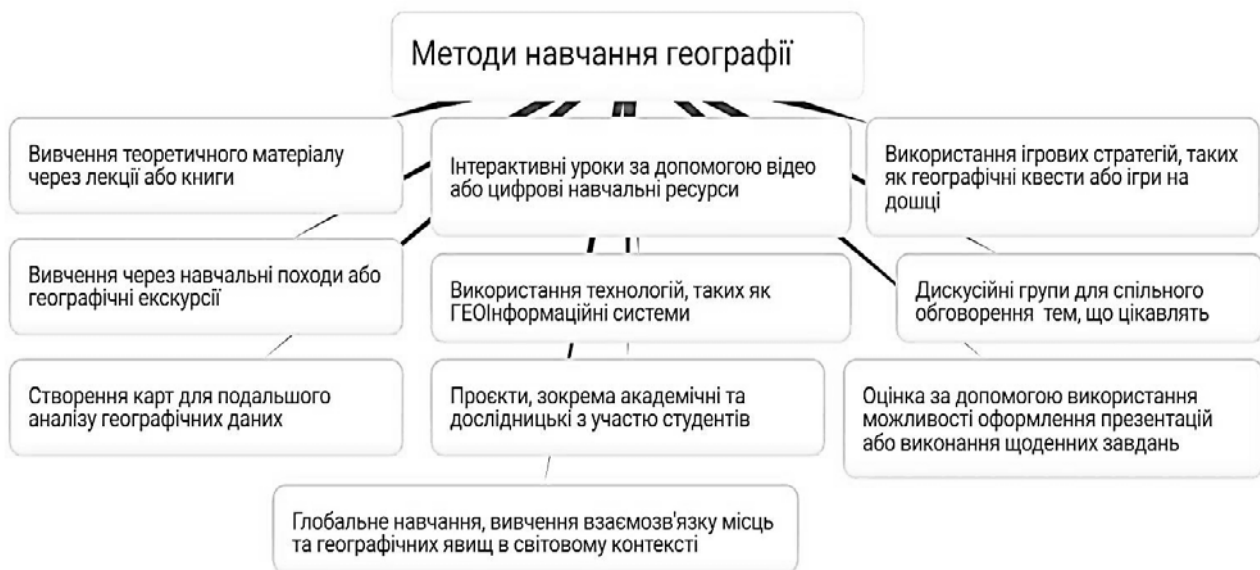 Методи навчання географії
Вивчення теоретичного матеріалу
через лекції або книги
Інтерактивні уроки за допомогою відео
або цифрові навчальні ресурси
Використання ігрових стратегій, таких
як географічні квести або ігри на
дошці
Вивчення через навчальні походи або
географічні екскурсії
Використання технологій, таких як
ГЕОІнформаційні системи
Дискусійні групи для спільного
обговорення тем, що цікавлять
Створення карт для подальшого
аналізу географічних даних
Проєкти, зокрема академічні та
дослідницькі з участю студентів
Оцінка за допомогою використання
можливості оформлення презентацій
або виконання щоденних завдань
Глобальне навчання, вивчення взаємозв'язку місць
та географічних явищ в світовому контексті